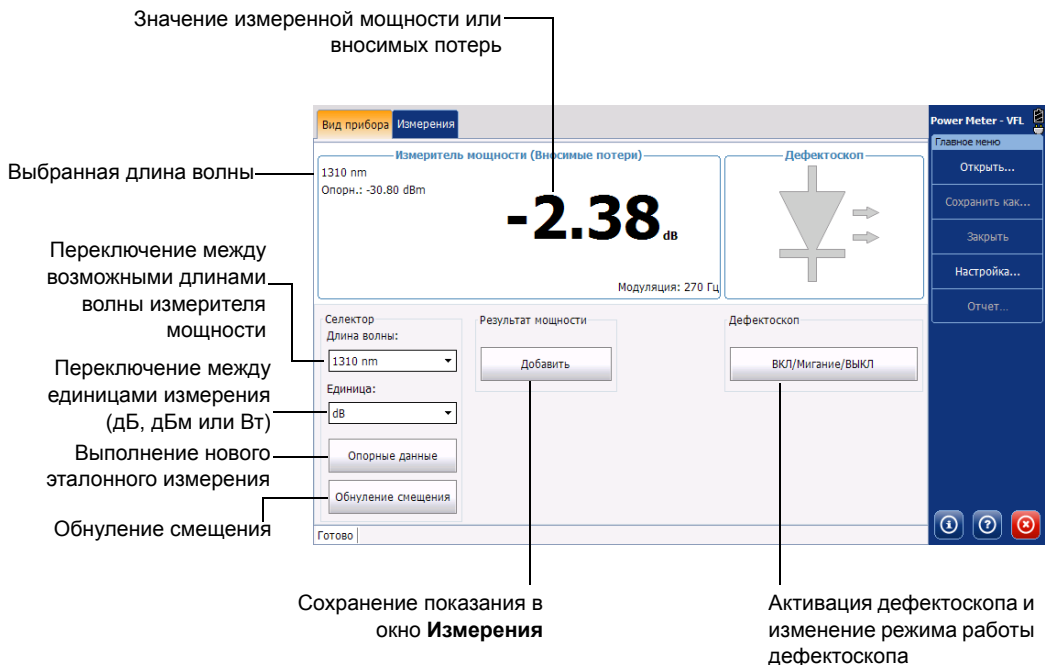 Значение измеренной мощности или
вносимых потерь
Выбранная длина волны
Переключение между
возможными длинами
волны измерителя
мощности
Переключение между
единицами измерения
(дБ, дБм или Вт)
Выполнение нового
эталонного измерения
Обнуление смещения
Вид прибора
Измерения
Измеритель мощности (Вносимые потери)
1310 nm
Опорн.: -30.80 dBm
-2.38 dB
Модуляция: 270 Гц
Дефектоскоп
Селектор
Длина волны:
1310 nm
Единица:
dB
Опорные данные
Обнуление смещения
Результат мощности
Добавить
Дефектоскоп
ВКЛ/Мигание/ВЫКЛ
Готово
Power Meter - VFL
Главное меню
Открыть...
Сохранить как...
Закрыть
Настройка...
Отчет...
Сохранение показания в
окно Измерения
Активация дефектоскопа и
изменение режима работы
дефектоскопа